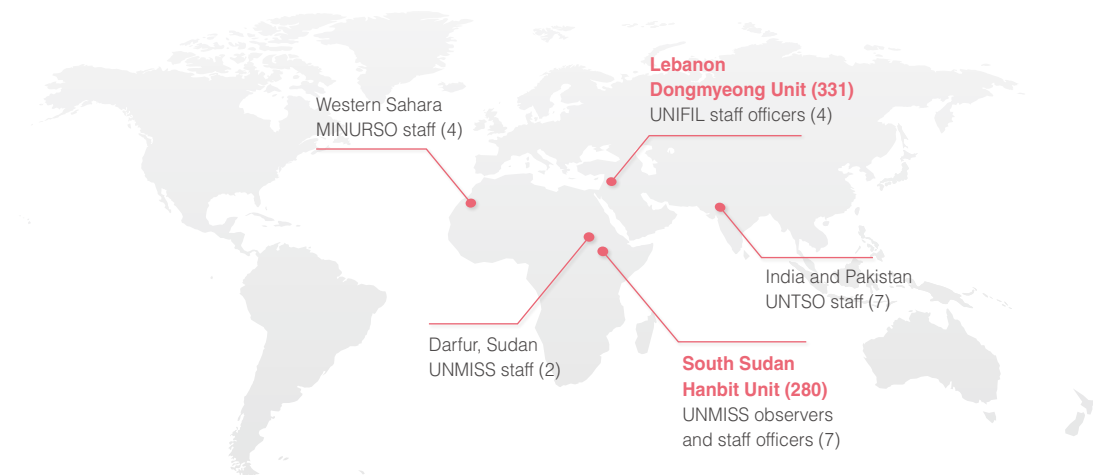 Lebanon
Dongmyeong Unit (331)
UNIFIL staff officers (4)
Western Sahara
MINURSO staff (4)
India and Pakistan
UNTSO staff (7)
Darfur, Sudan
UNMISS staff (2)
South Sudan
Hanbit Unit (280)
UNMISS observers
and staff officers (7)